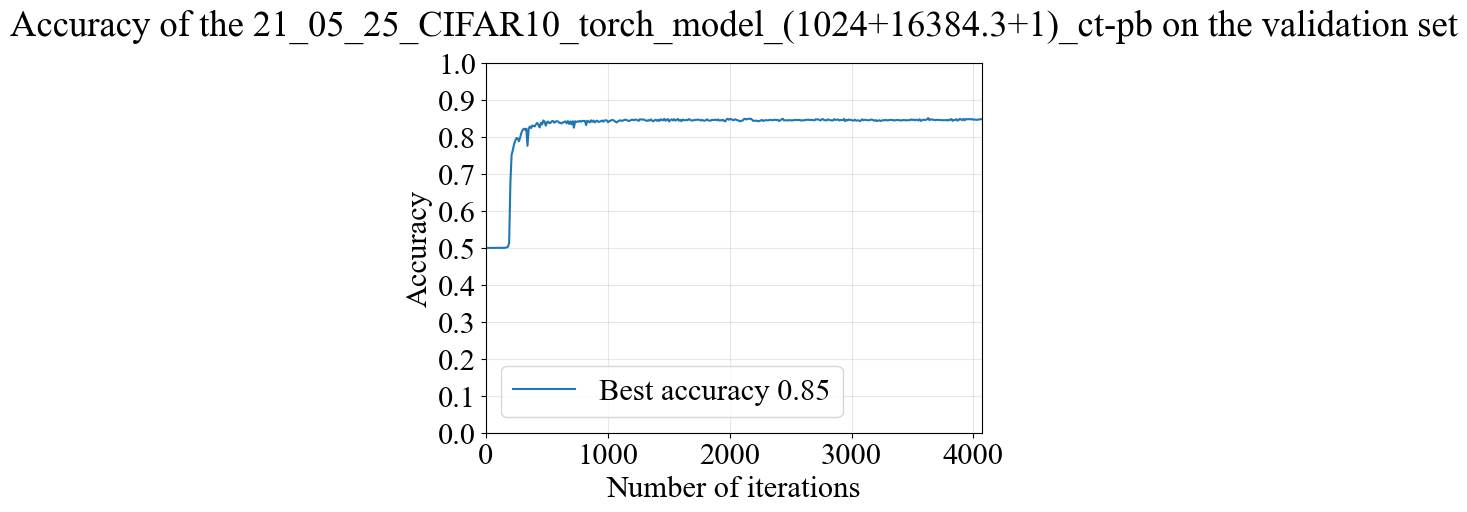 Accuracy of the 21_05_25_CIFAR10_torch_model_(1024+16384.3+1)_ct-pb on the validation set
1.0
0.9
0.8
0.7
0.6
0.5
0.4
0.3
0.2
0.1
0.0
Accuracy
Best accuracy 0.85
0 1000 2000 3000 4000
Number of iterations